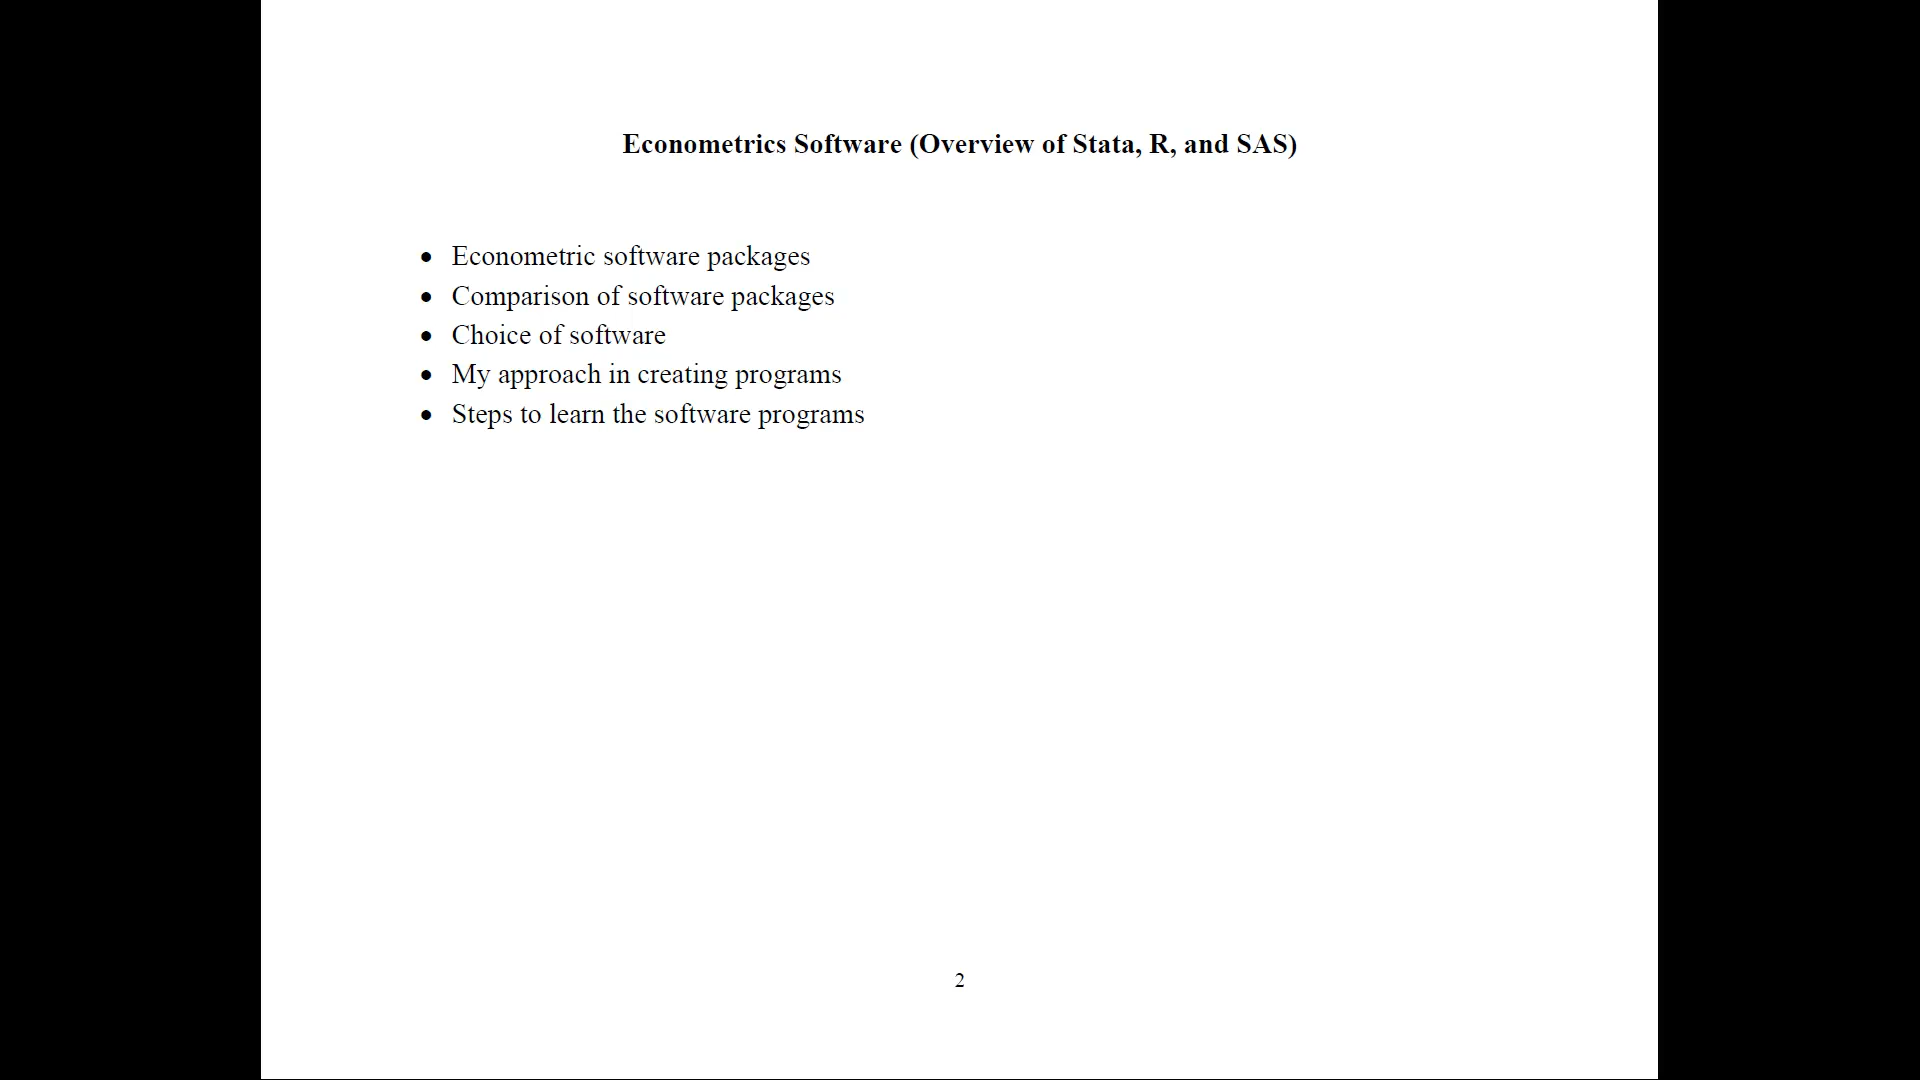 Econometrics Software (Overview of Stata, R, and SAS)
• Econometric software packages
• Comparison of software packages
• Choice of software
• My approach in creating programs
• Steps to learn the software programs
2